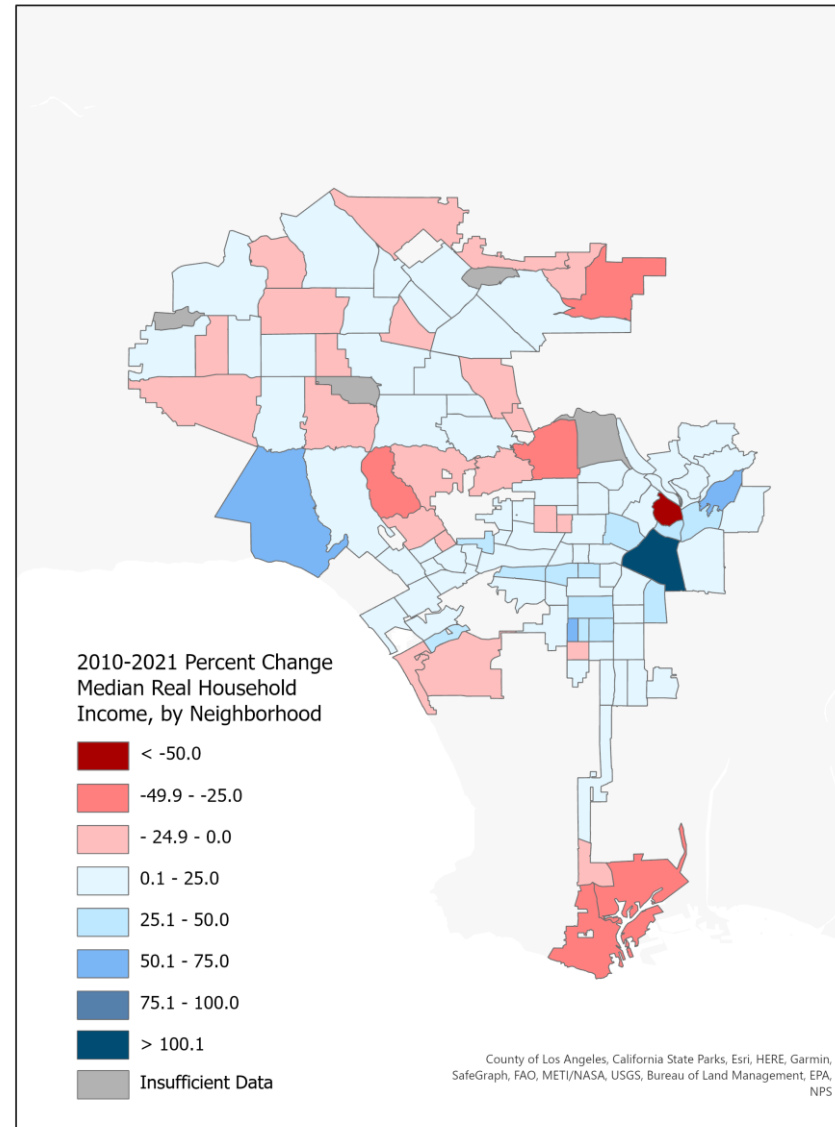 2010-2021 Percent Change
Median Real Household
Income, by Neighborhood
< -50.0
-49.9 - -25.0
- 24.9 - 0.0
0.1 - 25.0
25.1 - 50.0
50.1 - 75.0
75.1 - 100.0
> 100.1
Insufficient Data
County of Los Angeles, California State Parks, Esri, HERE, Garmin,
SafeGraph, FAO, METI/NASA, USGS, Bureau of Land Management, EPA,
NPS